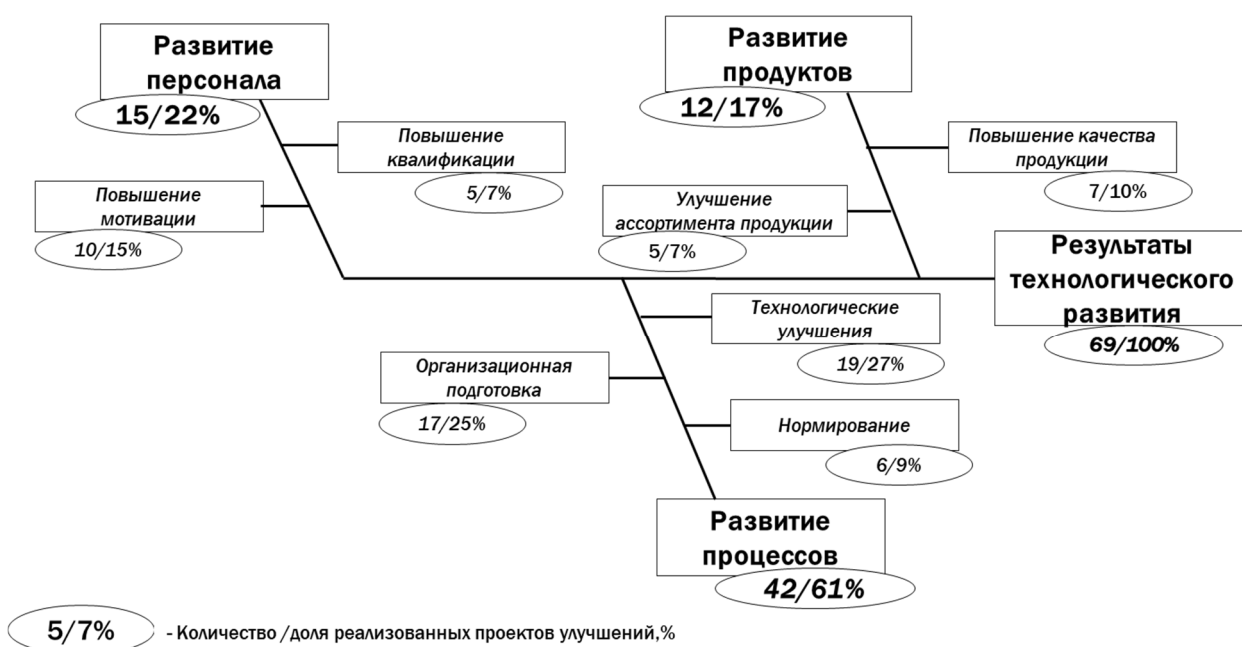 Развитие
персонала
15/22%
Развитие
продуктов
12/17%
Повышение
квалификации
5/7%
Повышение качества
продукции
7/10%
Повышение
мотивации
10/15%
Улучшение
ассортимента продукции
5/7%
Результаты
технологического
развития
69/100%
Технологические
улучшения
19/27%
Организационная
подготовка
17/25%
Нормирование
6/9%
Развитие
процессов
42/61%
5/7% - Количество /доля реализованных проектов улучшений,%